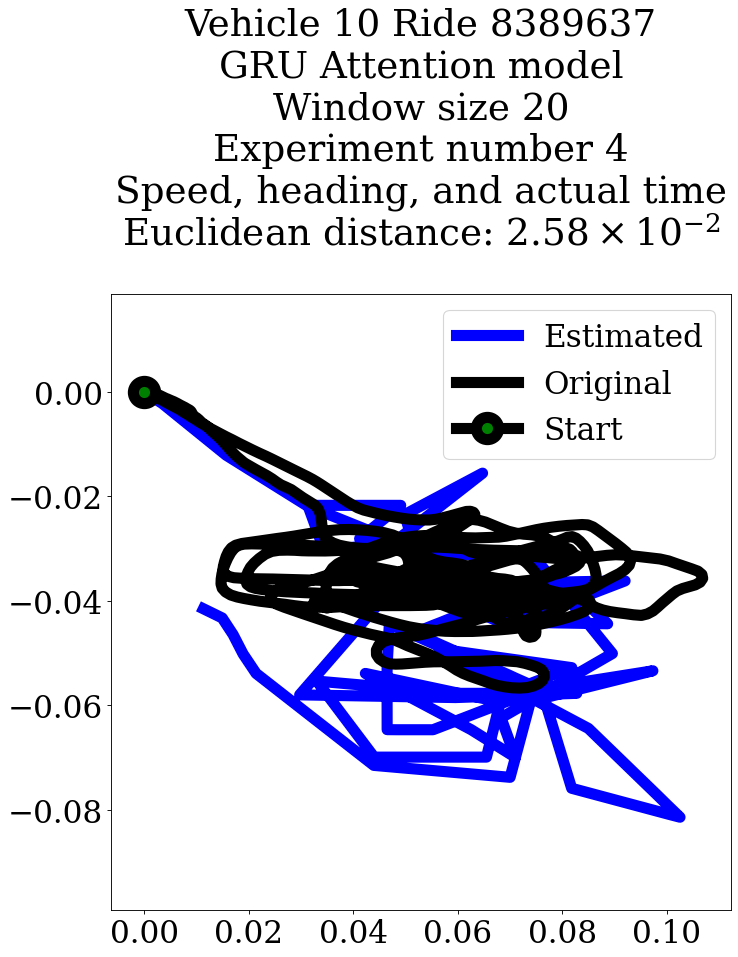 Vehicle 10 Ride 8389637
GRU Attention model
Window size 20
Experiment number 4
Speed, heading, and actual time
Euclidean distance: 2.58 × 10⁻²
Estimated
Original
Start
0.00
−0.02
−0.04
−0.06
−0.08
0.00 0.02 0.04 0.06 0.08 0.10